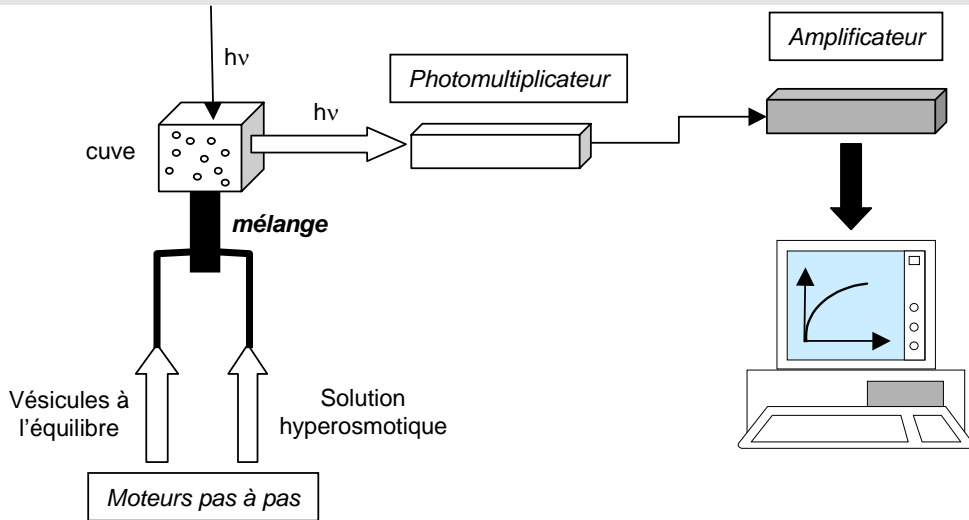 Amplificateur
hν
Photomultiplicateur
hν
cuve
mélange
Vésicules à
l'équilibre
Solution
hyperosmotique
Moteurs pas à pas